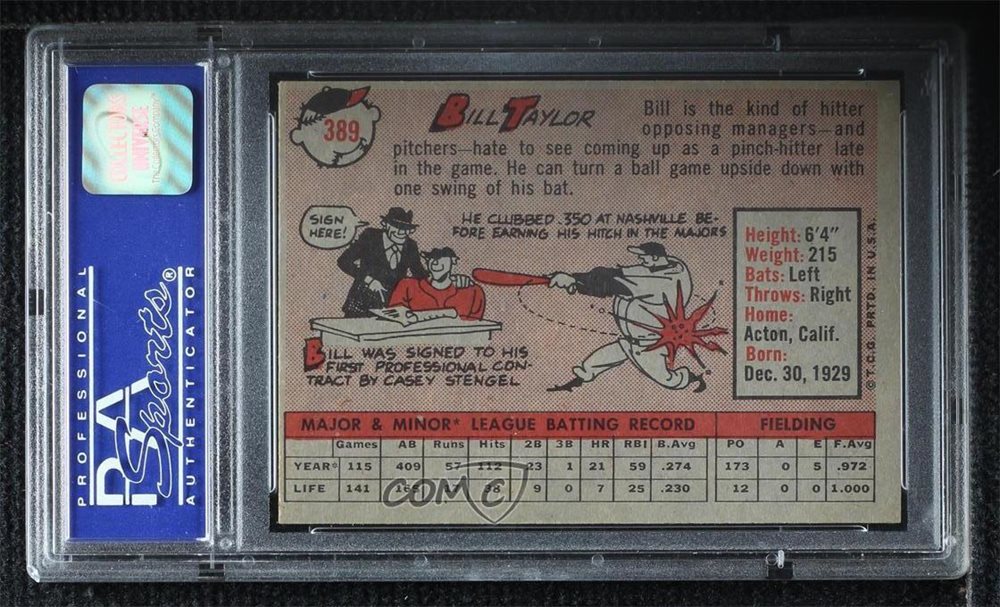 COLLECTORS
UNIVERSE
PROFESSIONAL
PSA
Sports®
AUTHENTICATOR
389
BILL TAYLOR
Bill is the kind of hitter
opposing managers—and
pitchers—hate to see coming up as a pinch-hitter late
in the game. He can turn a ball game upside down with
one swing of his bat.
SIGN
HERE!
HE CLUBBED .350 AT NASHVILLE BE-
FORE EARNING HIS HITCH IN THE MAJORS
BILL WAS SIGNED TO HIS
FIRST PROFESSIONAL CON-
TRACT BY CASEY STENGEL
Height: 6'4"
Weight: 215
Bats: Left
Throws: Right
Home:
Acton, Calif.
Born:
Dec. 30, 1929
© T.C.G. PRTD. IN U.S.A.
MAJOR & MINOR* LEAGUE BATTING RECORD FIELDING
Games AB Runs Hits 2B 3B HR RBI B.Avg PO A E F.Avg
YEAR* 115 409 57 112 23 1 21 59 .274 173 0 5 .972
LIFE 141 9 0 7 25 .230 12 0 0 1.000
COMC